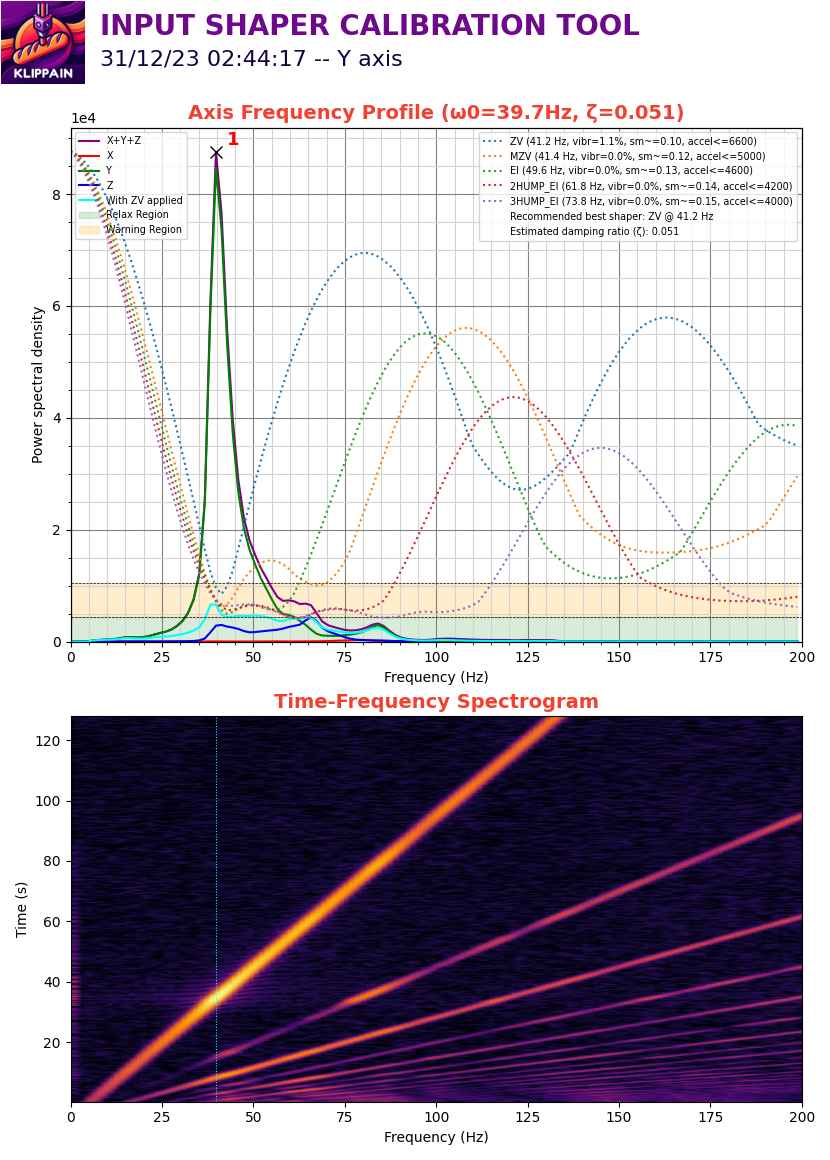 INPUT SHAPER CALIBRATION TOOL
31/12/23 02:44:17 -- Y axis
KLIPPAIN
Axis Frequency Profile (ω0=39.7Hz, ζ=0.051)
1e4
1
X+Y+Z
X
Y
Z
With ZV applied
Relax Region
Warning Region
ZV (41.2 Hz, vibr=1.1%, sm~=0.10, accel<=6600)
MZV (41.4 Hz, vibr=0.0%, sm~=0.12, accel<=5000)
EI (49.6 Hz, vibr=0.0%, sm~=0.13, accel<=4600)
2HUMP_EI (61.8 Hz, vibr=0.0%, sm~=0.14, accel<=4200)
3HUMP_EI (73.8 Hz, vibr=0.0%, sm~=0.15, accel<=4000)
Recommended best shaper: ZV @ 41.2 Hz
Estimated damping ratio (ζ): 0.051
Power spectral density
8
6
4
2
0
0 25 50 75 100 125 150 175 200
Frequency (Hz)
Time-Frequency Spectrogram
Time (s)
120
100
80
60
40
20
0 25 50 75 100 125 150 175 200
Frequency (Hz)